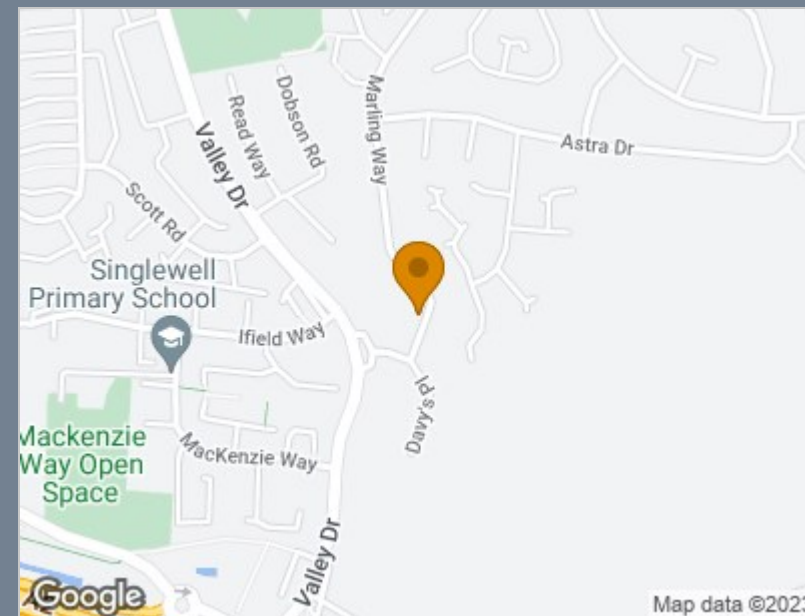 Dobson Rd
Read Way
Marling Way
Valley Dr
Astra Dr
Scott Rd
Singlewell
Primary School
Ifield Way
Davy's Pl
Mackenzie
Way Open
Space
MacKenzie Way
Valley Dr
Google
Map data ©2023